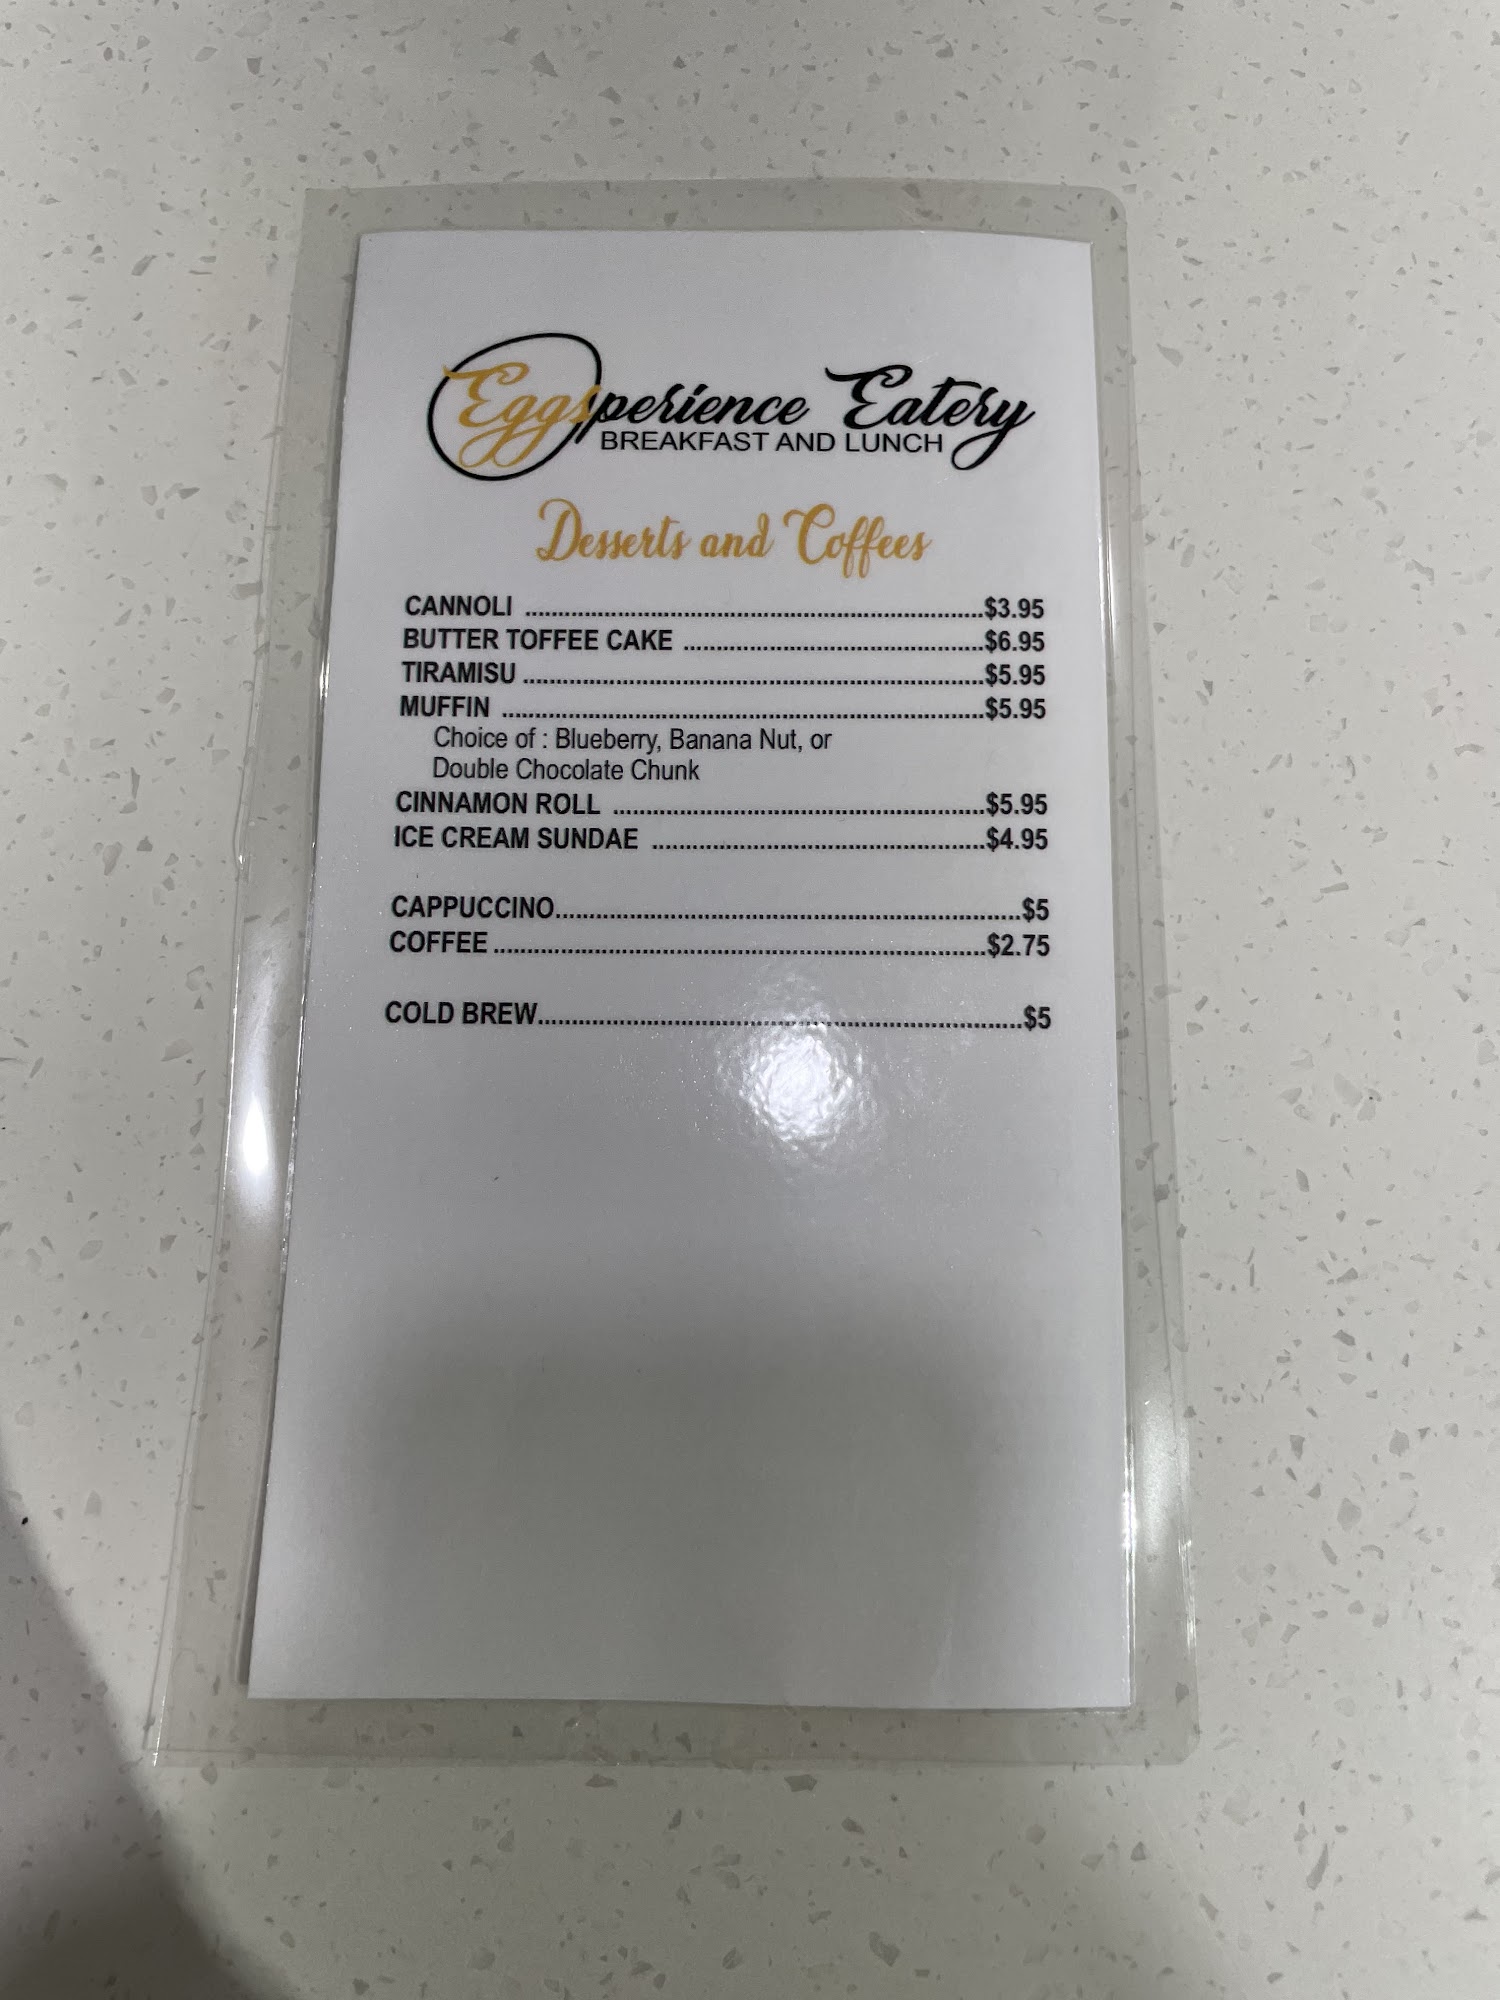 Eggsperience Eatery
BREAKFAST AND LUNCH
Desserts and Coffees
CANNOLI ........................................................................$3.95
BUTTER TOFFEE CAKE ...............................................$6.95
TIRAMISU ........................................................................$5.95
MUFFIN ............................................................................$5.95
Choice of : Blueberry, Banana Nut, or
Double Chocolate Chunk
CINNAMON ROLL ..........................................................$5.95
ICE CREAM SUNDAE ....................................................$4.95
CAPPUCCINO.......................................................................$5
COFFEE ...........................................................................$2.75
COLD BREW..........................................................................$5